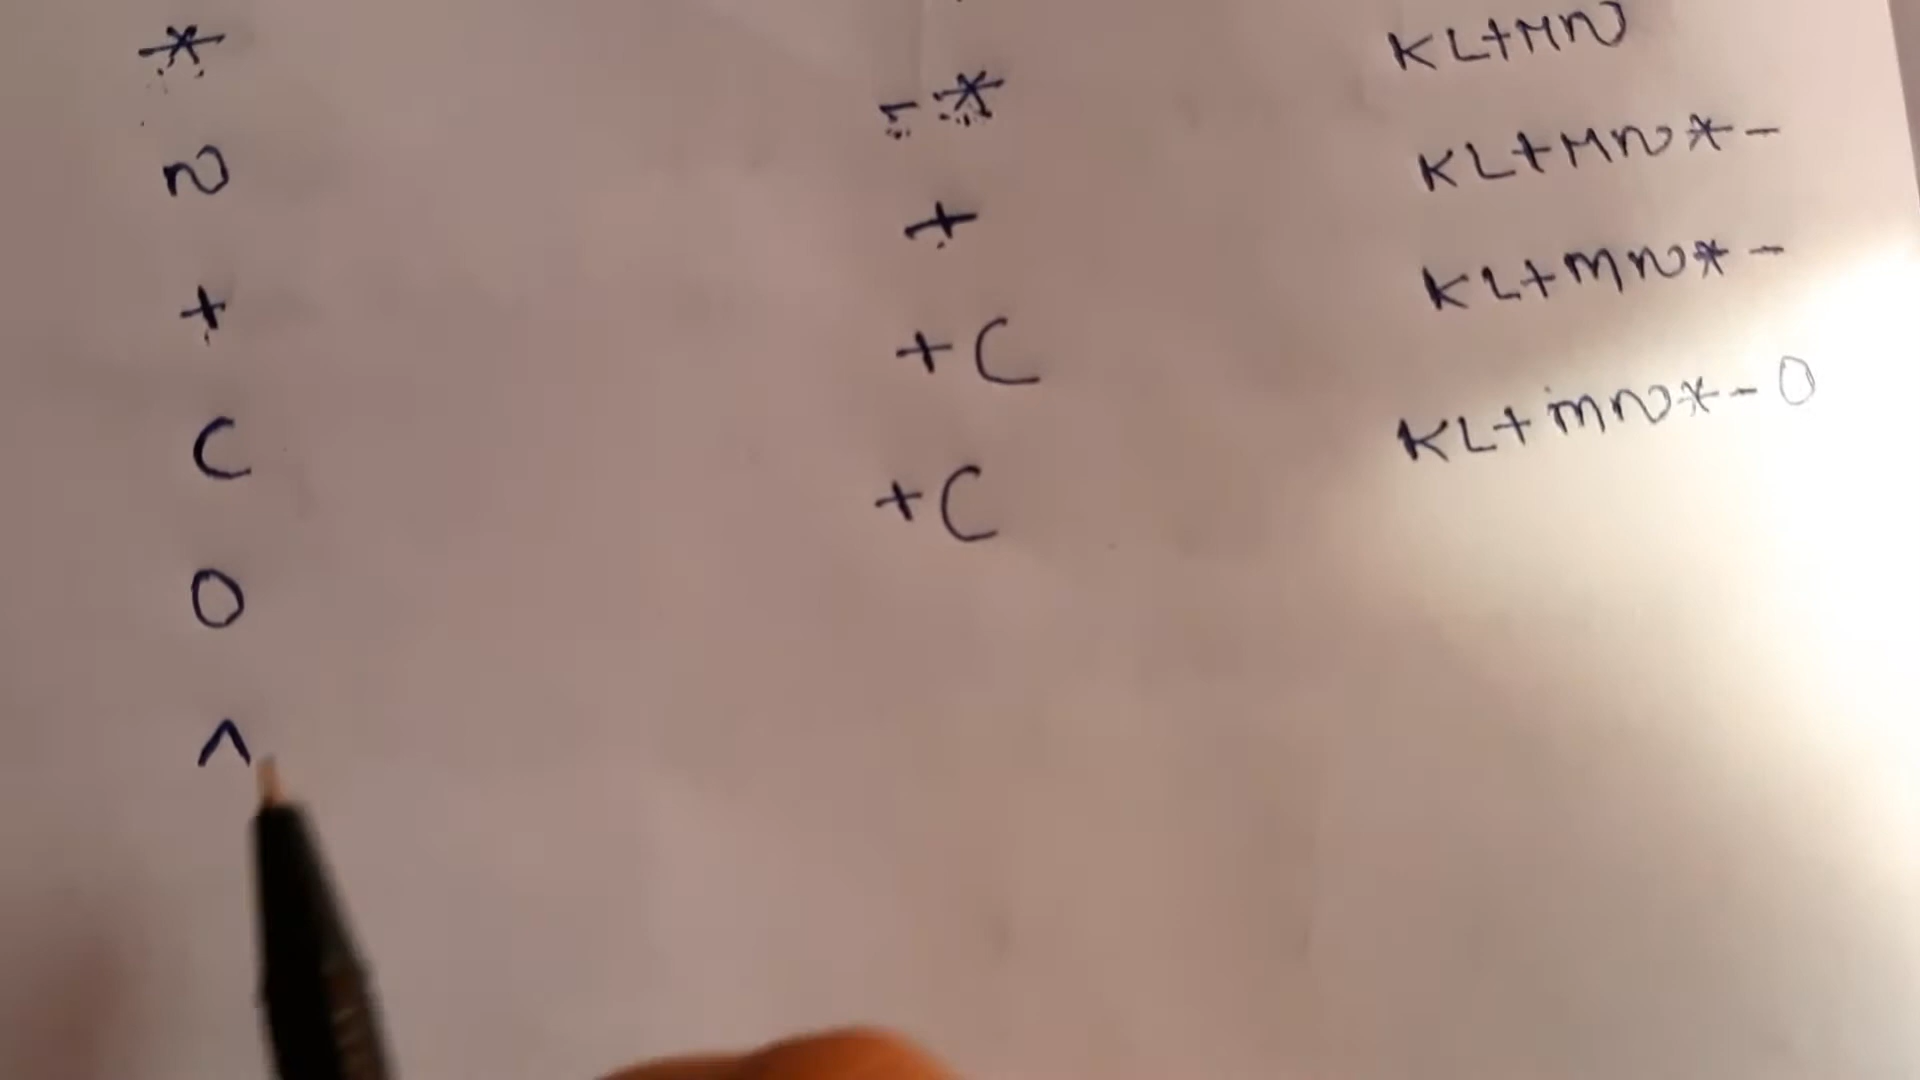 * KL+MN
N -* KL+MN*-
+ + KL+MN*-
C +C KL+MN*-O
O +C
^